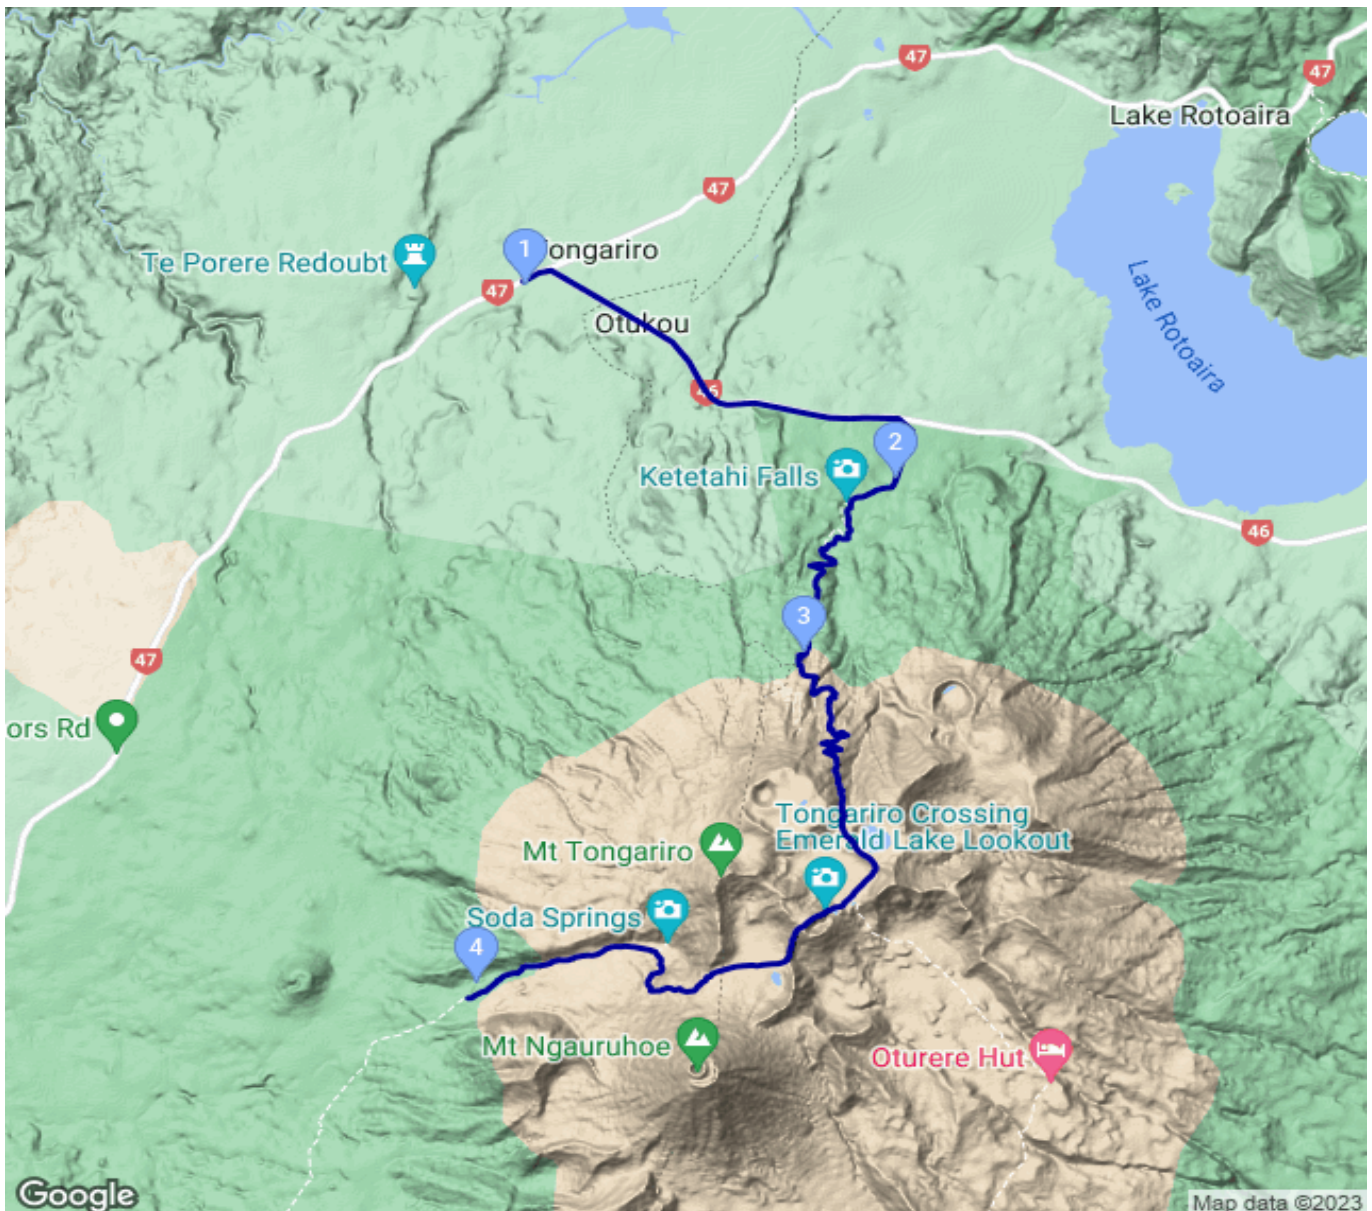 47
47
Lake Rotoaira
47
Te Porere Redoubt
1
Tongariro
47
Lake Rotoaira
Otukou
46
2
Ketetahi Falls
46
3
47
ors Rd
Tongariro Crossing
Emerald Lake Lookout
Mt Tongariro
Soda Springs
4
Mt Ngauruhoe
Oturere Hut
Google
Map data ©2023